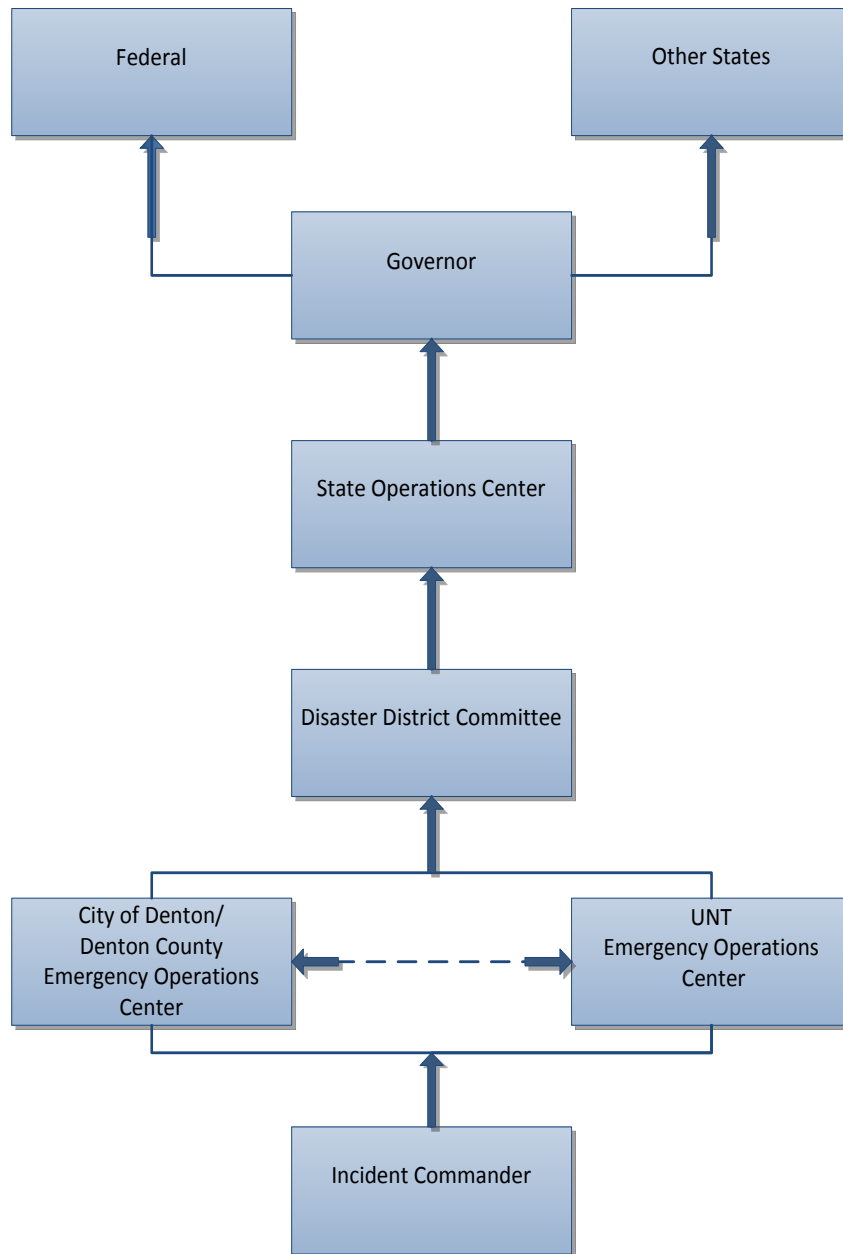 Federal
Other States
Governor
State Operations Center
Disaster District Committee
City of Denton/
Denton County
Emergency Operations
Center
UNT
Emergency Operations
Center
Incident Commander